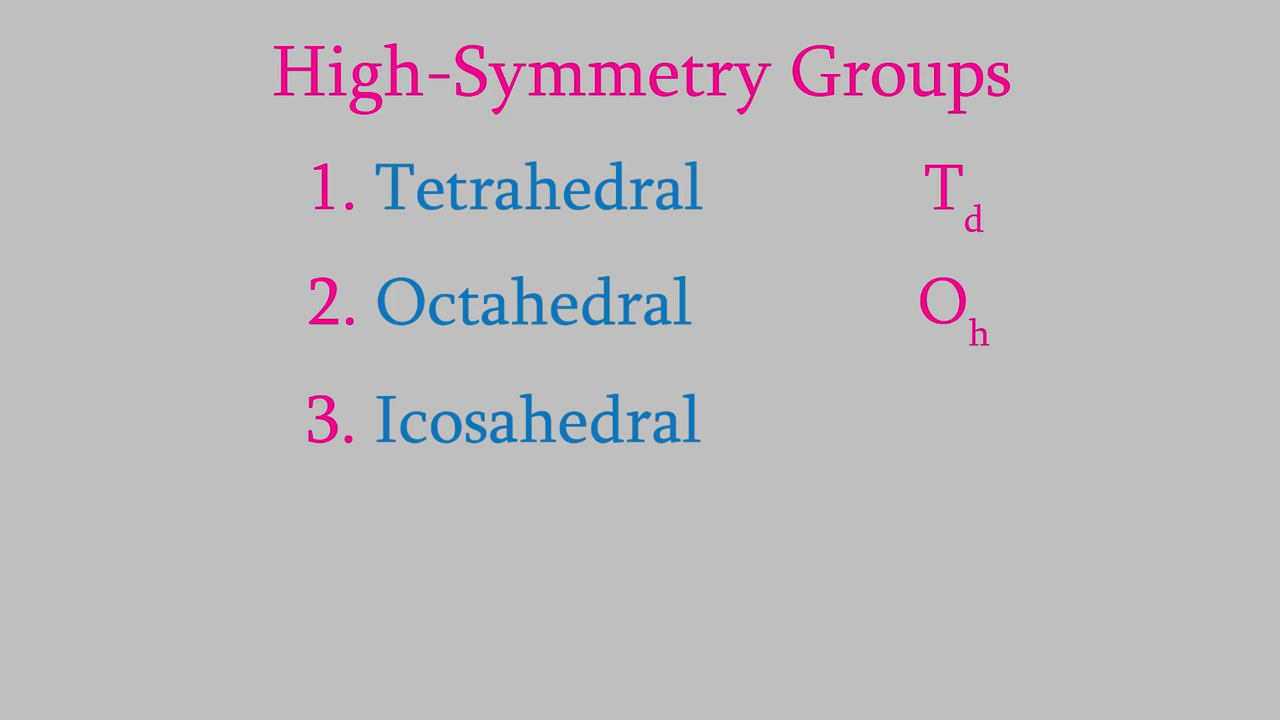 High-Symmetry Groups
1. Tetrahedral T_d
2. Octahedral O_h
3. Icosahedral